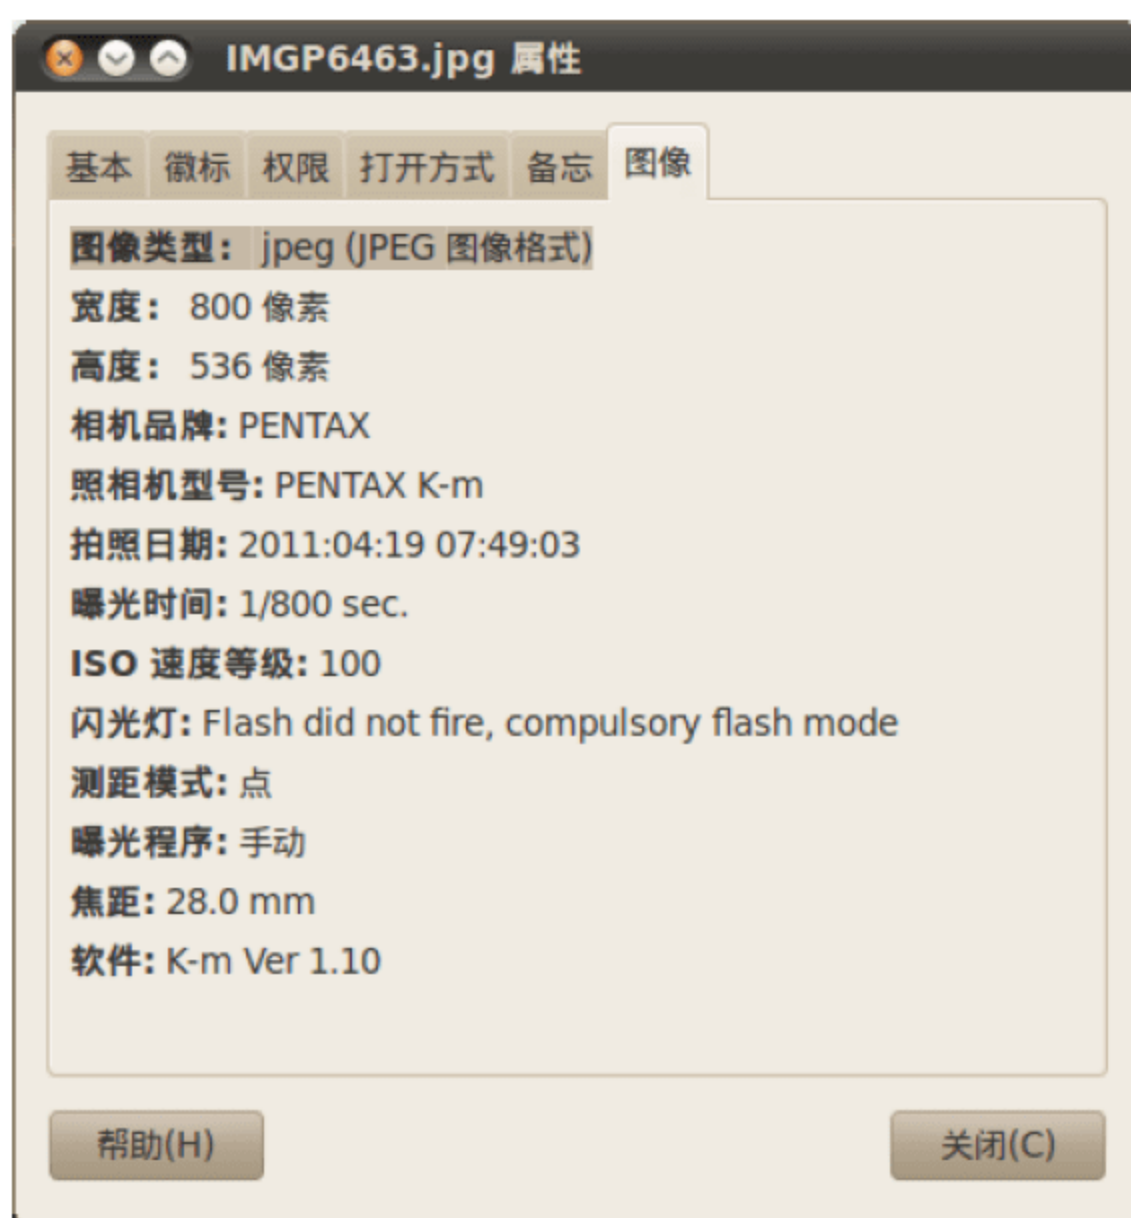 IMGP6463.jpg 属性
基本 徽标 权限 打开方式 备忘 图像
图像类型： jpeg (JPEG 图像格式)
宽度： 800 像素
高度： 536 像素
相机品牌: PENTAX
照相机型号: PENTAX K-m
拍照日期: 2011:04:19 07:49:03
曝光时间: 1/800 sec.
ISO 速度等级: 100
闪光灯: Flash did not fire, compulsory flash mode
测距模式: 点
曝光程序: 手动
焦距: 28.0 mm
软件: K-m Ver 1.10
帮助(H) 关闭(C)